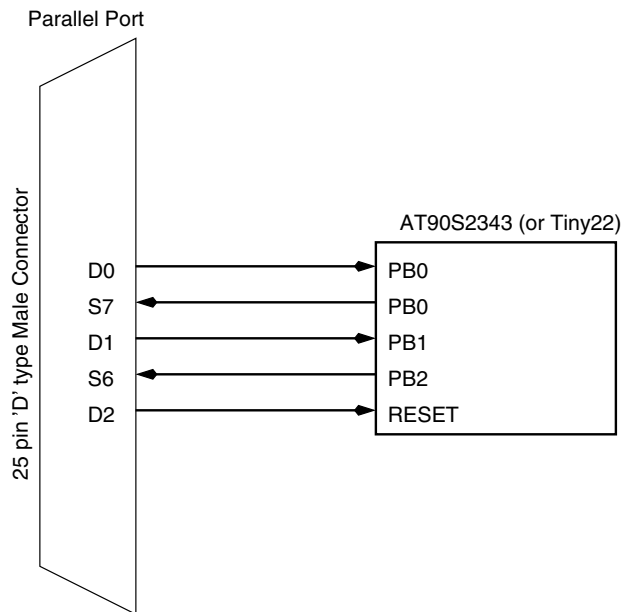 Parallel Port
25 pin 'D' type Male Connector
AT90S2343 (or Tiny22)
D0
PB0
S7
PB0
D1
PB1
S6
PB2
D2
RESET